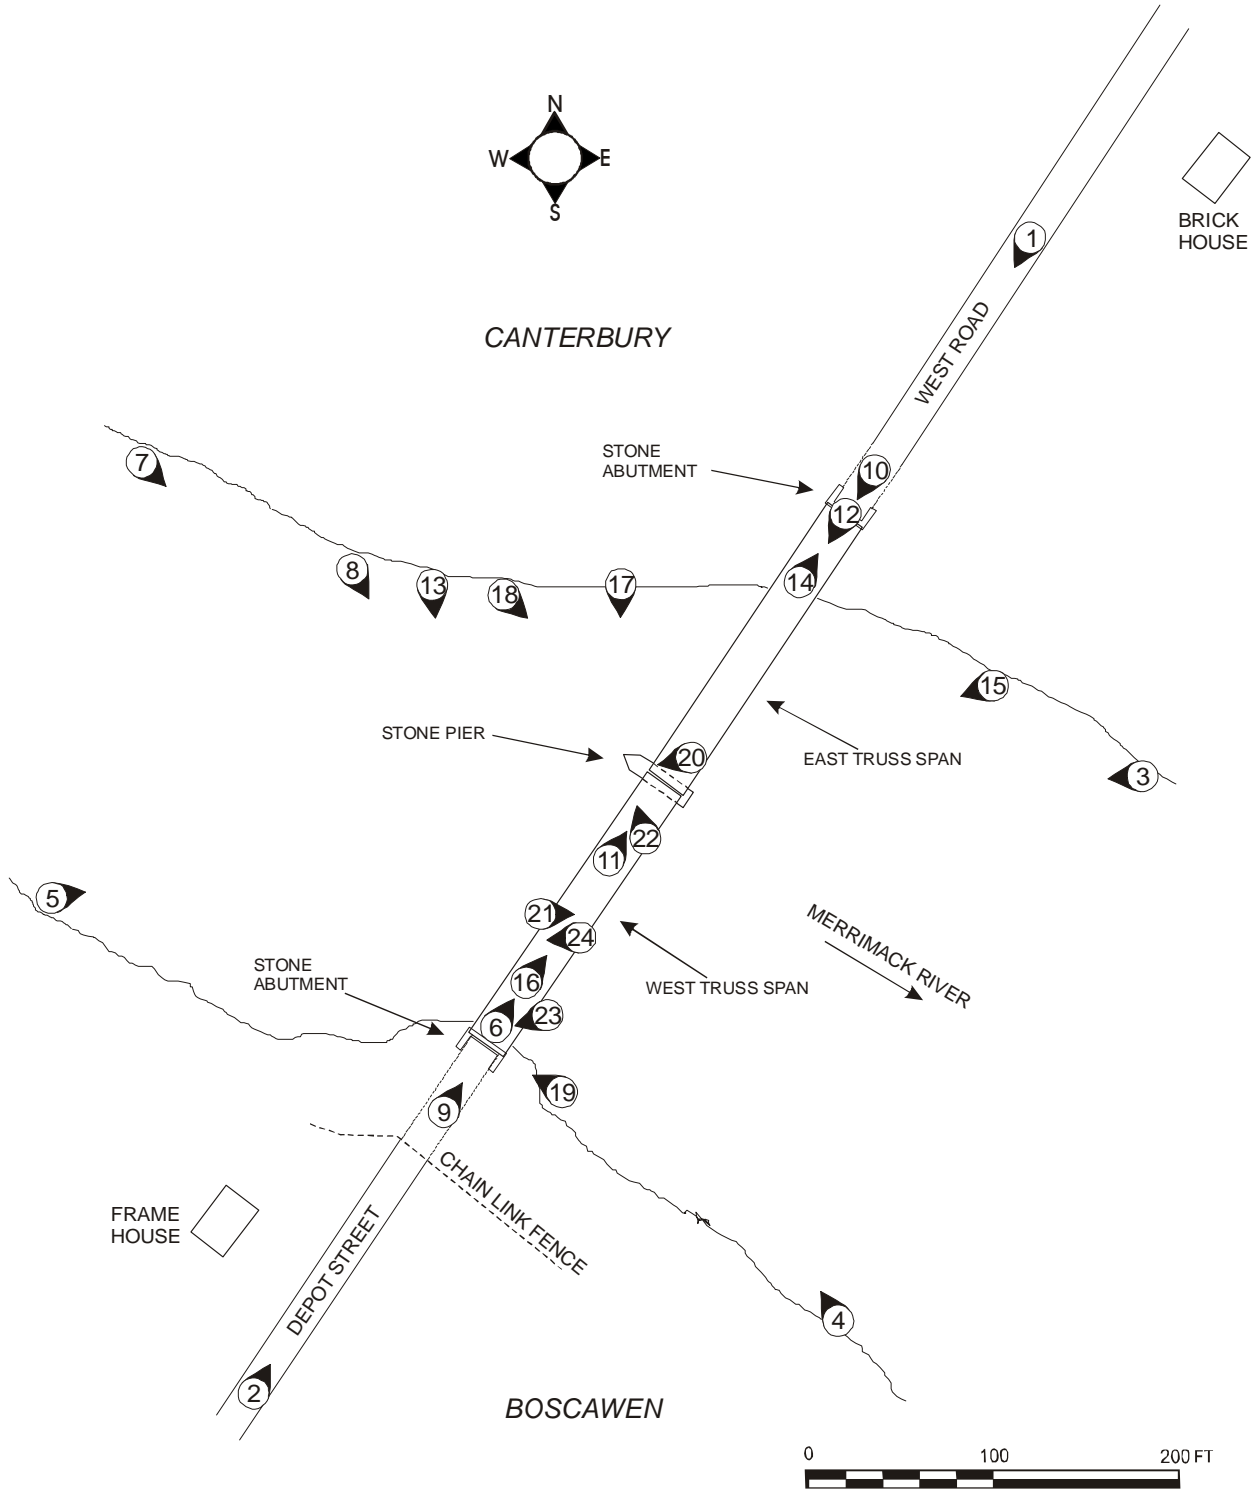 N
W E
S
BRICK
HOUSE
1
CANTERBURY
WEST ROAD
STONE
ABUTMENT
7
10
12
8
13
18
17
14
15
STONE PIER
20
EAST TRUSS SPAN
3
22
11
5
21
24
MERRIMACK RIVER
STONE
ABUTMENT
16
WEST TRUSS SPAN
6
23
19
9
CHAIN LINK FENCE
FRAME
HOUSE
DEPOT STREET
4
2
BOSCAWEN
0 100 200 FT